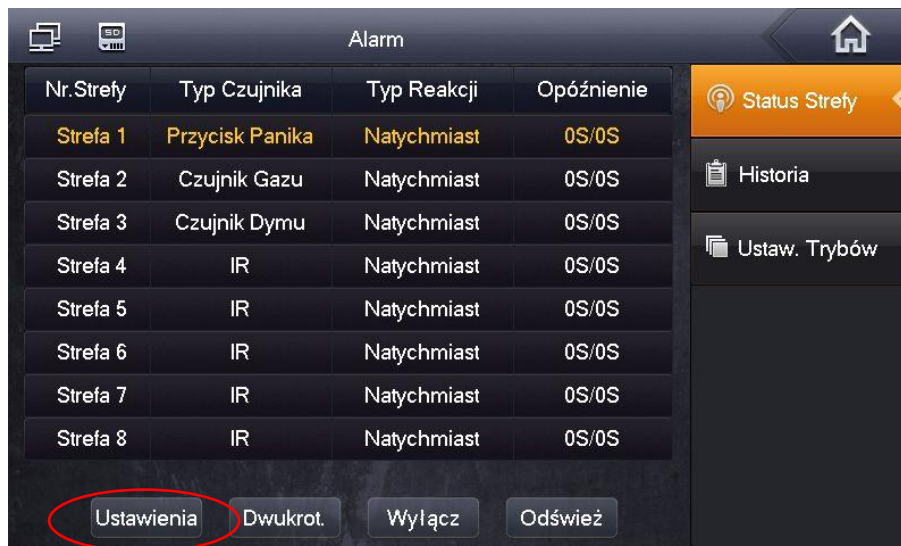 SD
Alarm
Nr.Strefy Typ Czujnika Typ Reakcji Opóźnienie
Strefa 1 Przycisk Panika Natychmiast 0S/0S
Strefa 2 Czujnik Gazu Natychmiast 0S/0S
Strefa 3 Czujnik Dymu Natychmiast 0S/0S
Strefa 4 IR Natychmiast 0S/0S
Strefa 5 IR Natychmiast 0S/0S
Strefa 6 IR Natychmiast 0S/0S
Strefa 7 IR Natychmiast 0S/0S
Strefa 8 IR Natychmiast 0S/0S
Ustawienia Dwukrot. Wyłącz Odśwież
Status Strefy
Historia
Ustaw. Trybów